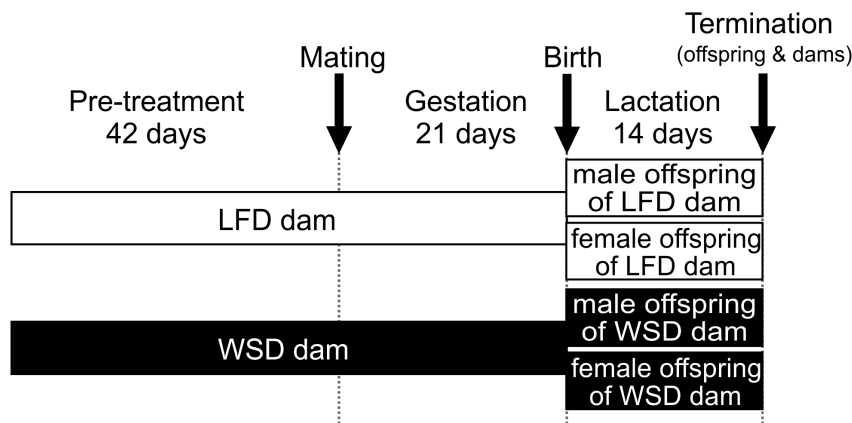 Termination
(offspring & dams)
Mating
Birth
Pre-treatment
42 days
Gestation
21 days
Lactation
14 days
LFD dam
male offspring
of LFD dam
female offspring
of LFD dam
WSD dam
male offspring
of WSD dam
female offspring
of WSD dam